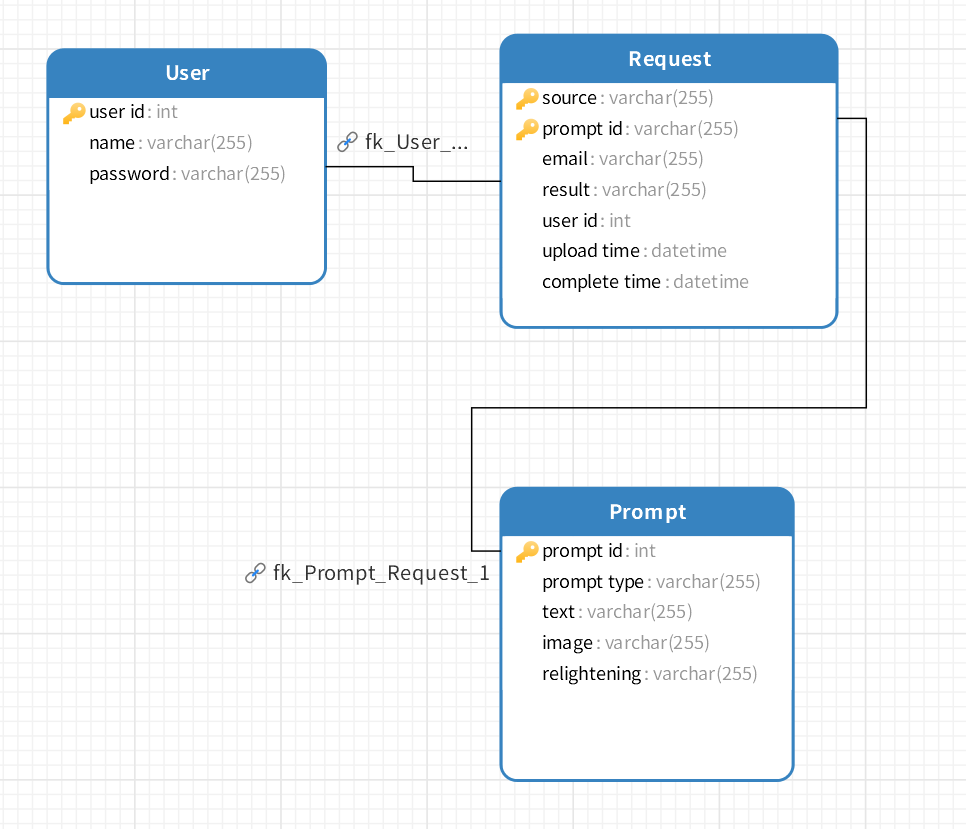 User
user id : int
name : varchar(255)
password : varchar(255)
fk_User_...
Request
source : varchar(255)
prompt id : varchar(255)
email : varchar(255)
result : varchar(255)
user id : int
upload time : datetime
complete time : datetime
fk_Prompt_Request_1
Prompt
prompt id : int
prompt type : varchar(255)
text : varchar(255)
image : varchar(255)
relightening : varchar(255)